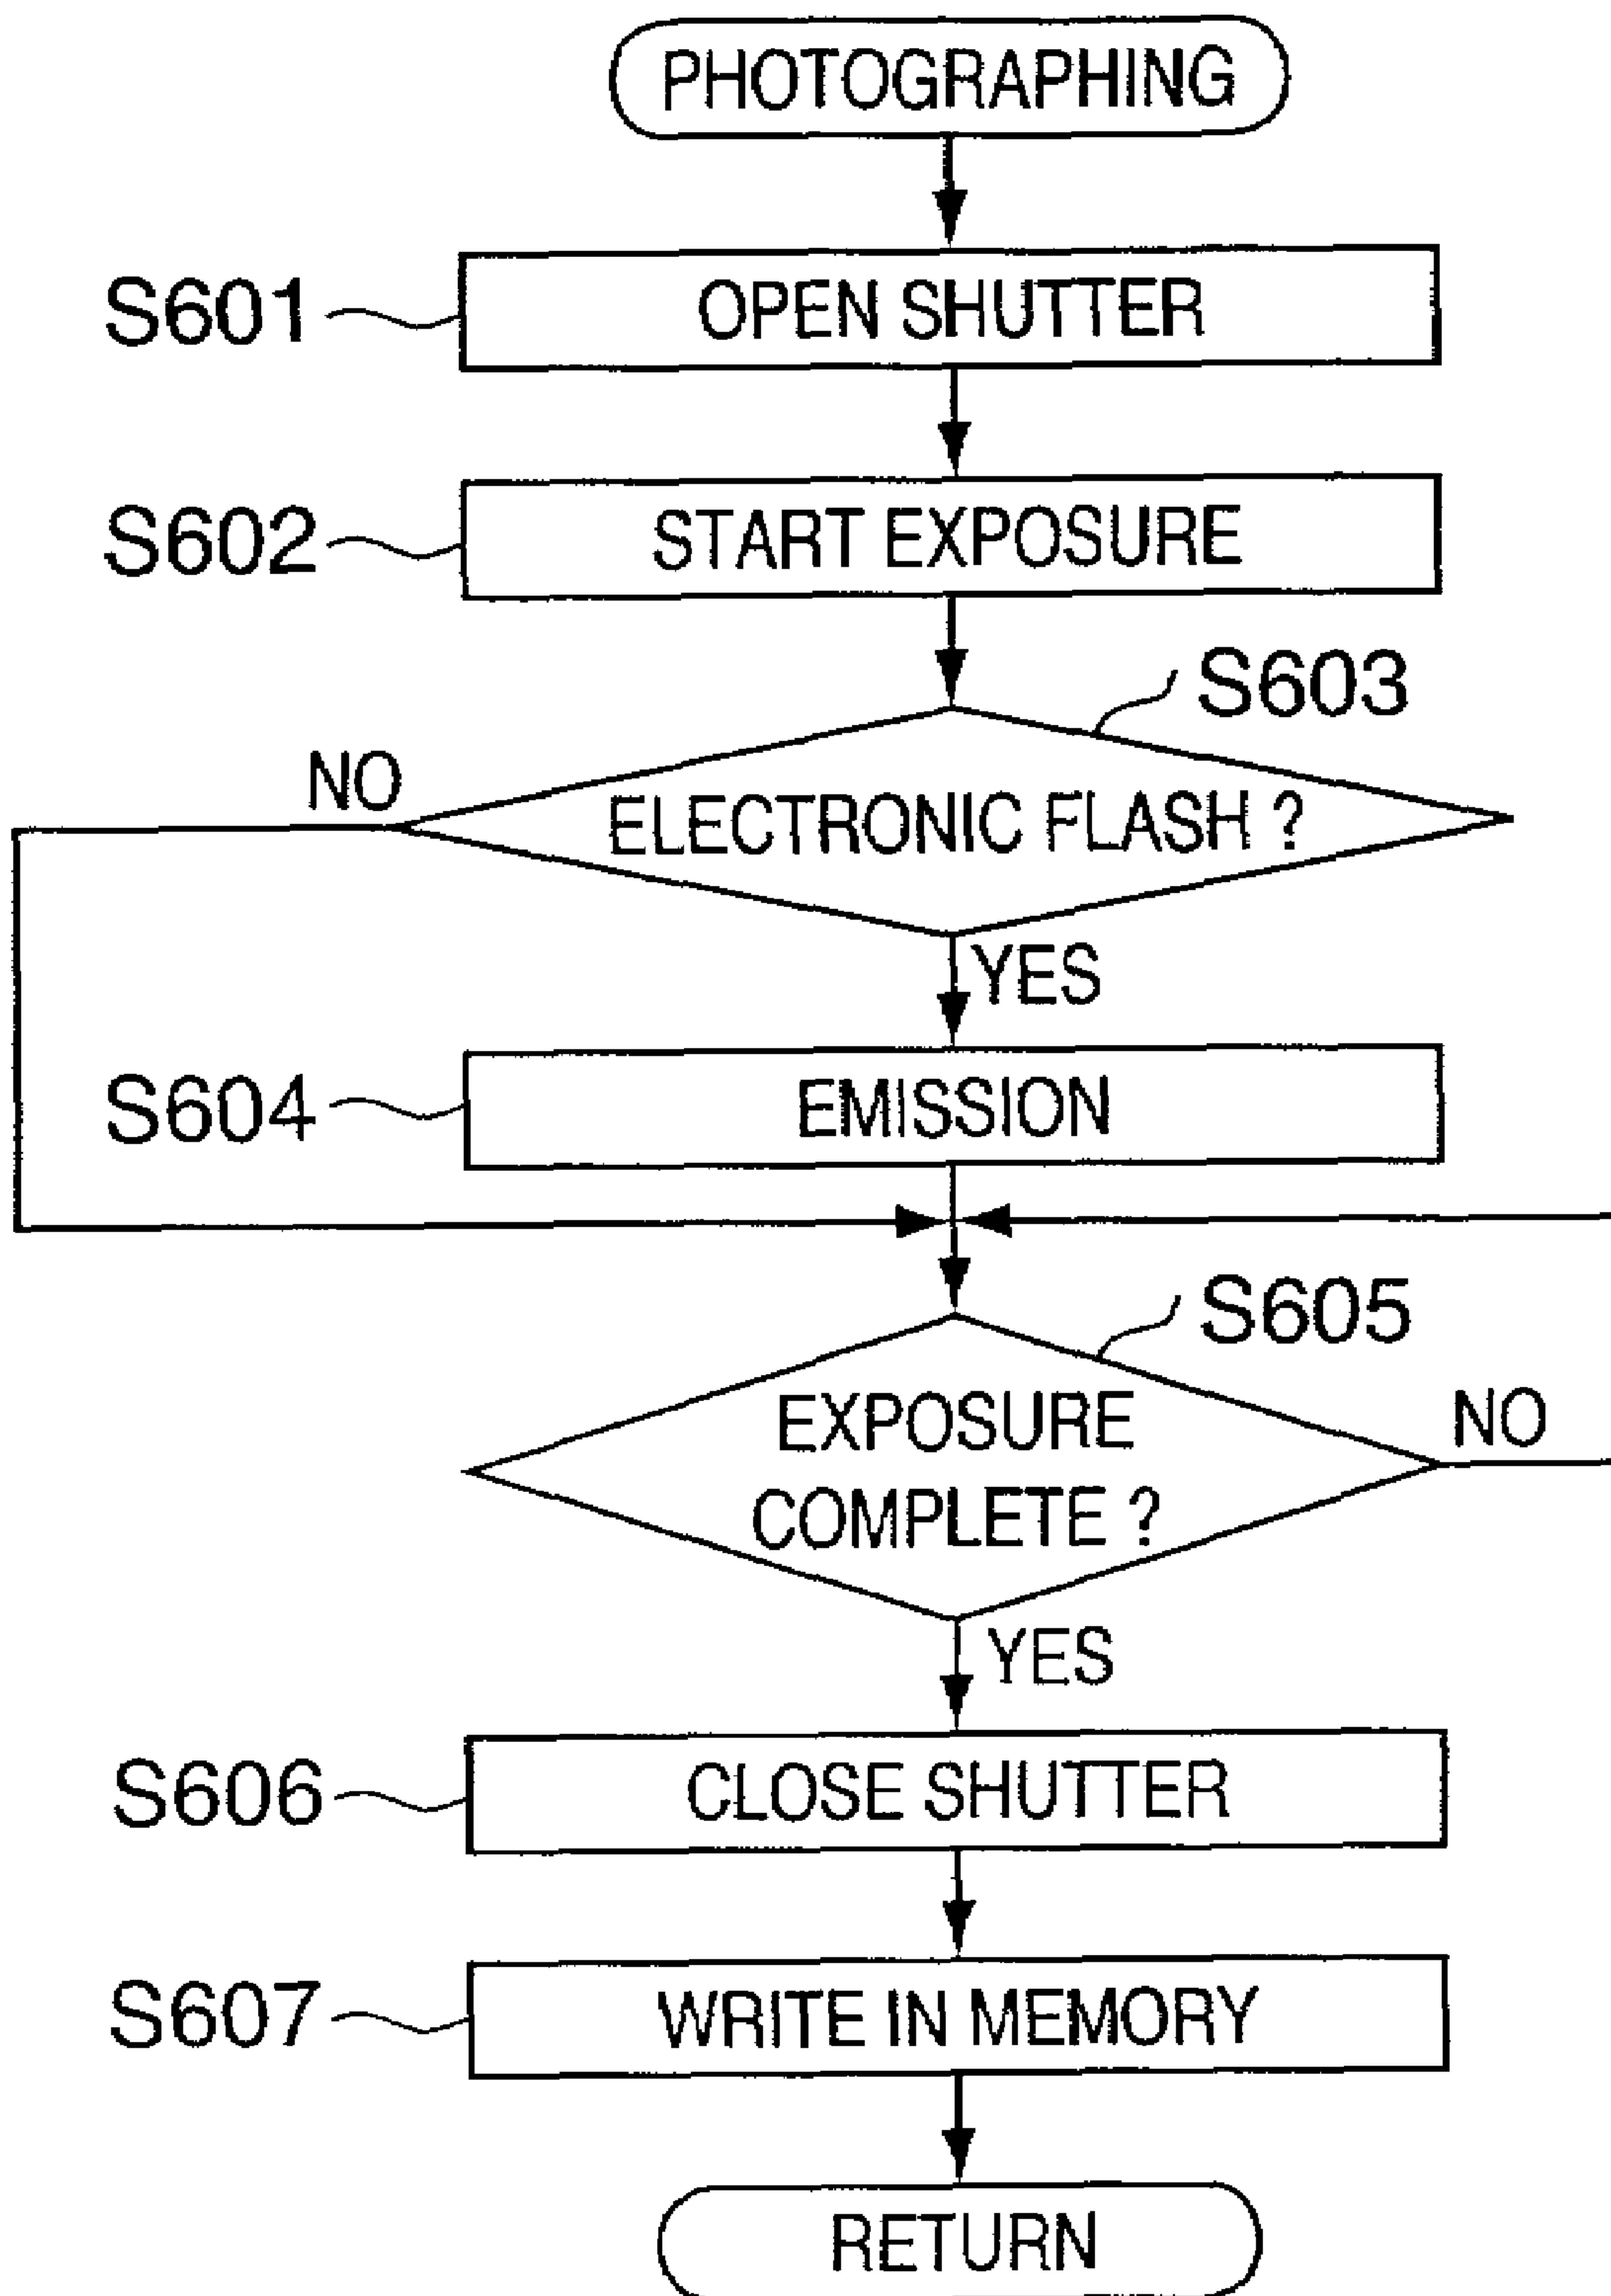 PHOTOGRAPHING
S601
OPEN SHUTTER
S602
START EXPOSURE
S603
NO
ELECTRONIC FLASH ?
YES
S604
EMISSION
S605
EXPOSURE
NO
COMPLETE ?
YES
S606
CLOSE SHUTTER
S607
WRITE IN MEMORY
RETURN